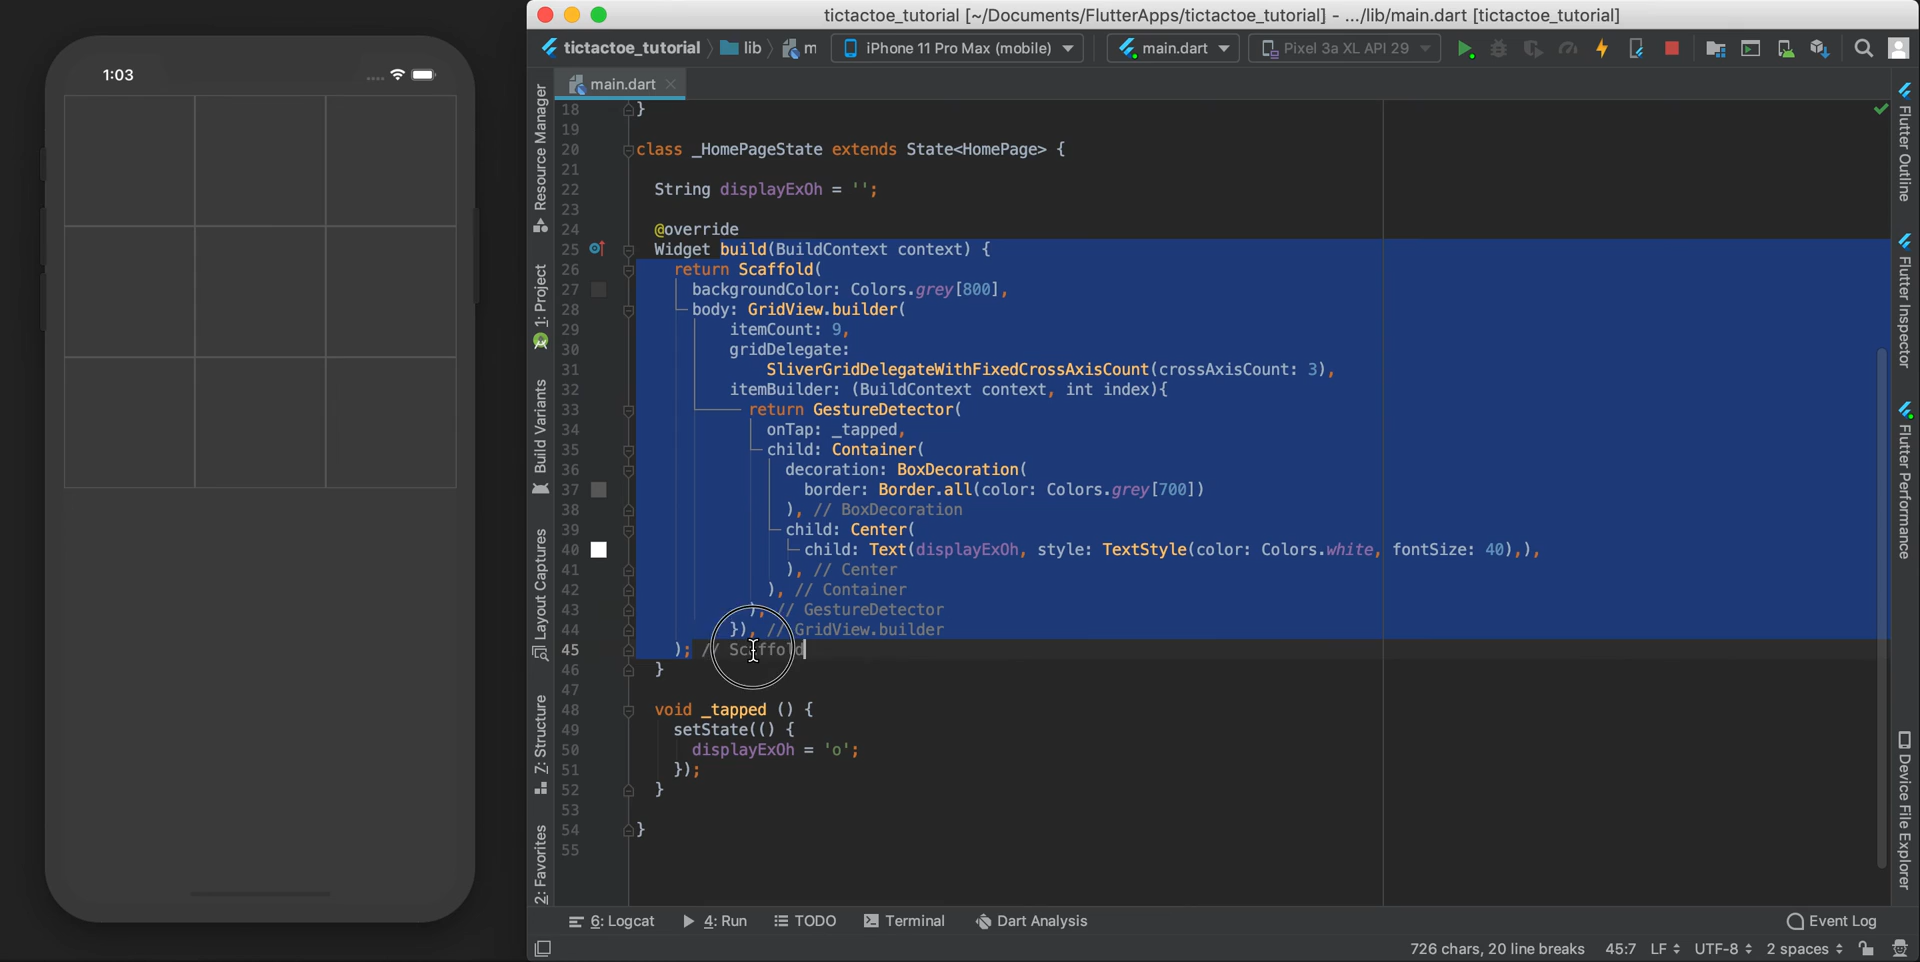 1:03
tictactoe_tutorial [~/Documents/FlutterApps/tictactoe_tutorial] - .../lib/main.dart [tictactoe_tutorial]
tictactoe_tutorial lib m iPhone 11 Pro Max (mobile) main.dart Pixel 3a XL API 29
main.dart
Resource Manager
1: Project
Build Variants
Layout Captures
Z: Structure
2: Favorites
18 }
19
20 class _HomePageState extends State<HomePage> {
21
22 String displayExOh = '';
23
24 @override
25 Widget build(BuildContext context) {
26 return Scaffold(
27 backgroundColor: Colors.grey[800],
28 body: GridView.builder(
29 itemCount: 9,
30 gridDelegate:
31 SliverGridDelegateWithFixedCrossAxisCount(crossAxisCount: 3),
32 itemBuilder: (BuildContext context, int index){
33 return GestureDetector(
34 onTap: _tapped,
35 child: Container(
36 decoration: BoxDecoration(
37 border: Border.all(color: Colors.grey[700])
38 ), // BoxDecoration
39 child: Center(
40 child: Text(displayExOh, style: TextStyle(color: Colors.white, fontSize: 40),),
41 ), // Center
42 ), // Container
43 ), // GestureDetector
44 }), // GridView.builder
45 ); // Scaffold
46 }
47
48 void _tapped () {
49 setState(() {
50 displayExOh = 'o';
51 });
52 }
53
54 }
55
Flutter Outline
Flutter Inspector
Flutter Performance
Device File Explorer
6: Logcat 4: Run TODO Terminal Dart Analysis Event Log
726 chars, 20 line breaks 45:7 LF UTF-8 2 spaces